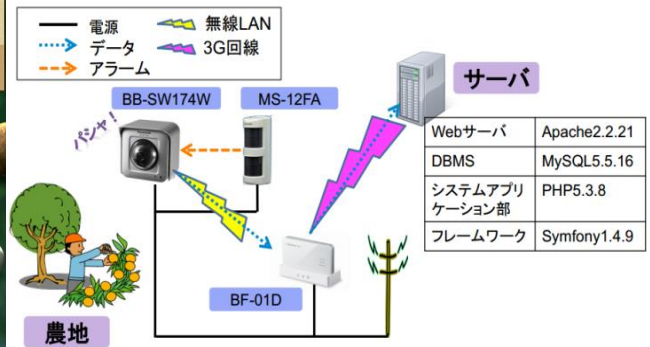 電源
無線LAN
データ
3G回線
アラーム
サーバ
BB-SW174W
MS-12FA
パシャ!
Webサーバ Apache2.2.21
DBMS MySQL5.5.16
システムアプリ
ケーション部
PHP5.3.8
フレームワーク Symfony1.4.9
BF-01D
農地